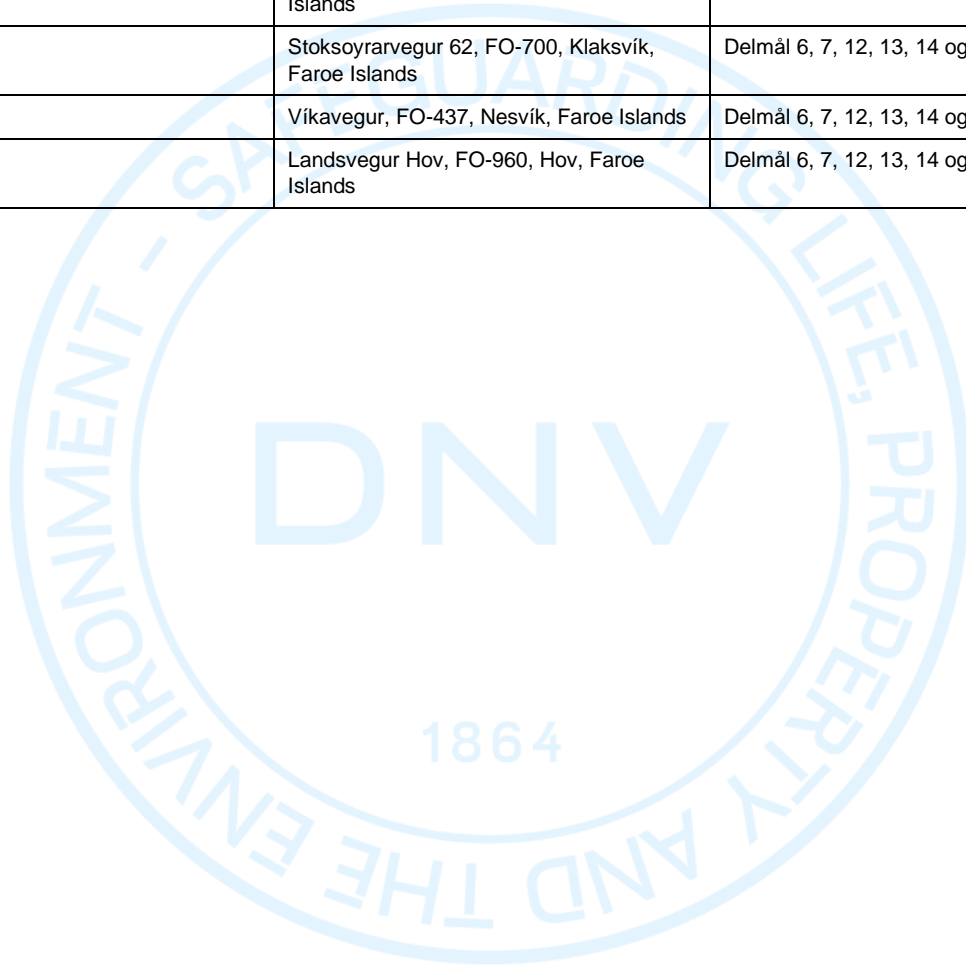 Islands
Stoksoyrarvegur 62, FO-700, Klaksvík,
Faroe Islands
Delmål 6, 7, 12, 13, 14 og
Víkavegur, FO-437, Nesvík, Faroe Islands
Delmål 6, 7, 12, 13, 14 og
Landsvegur Hov, FO-960, Hov, Faroe
Islands
Delmål 6, 7, 12, 13, 14 og
SAFEGUARDING LIFE, PROPERTY AND THE ENVIRONMENT -
DNV
1864